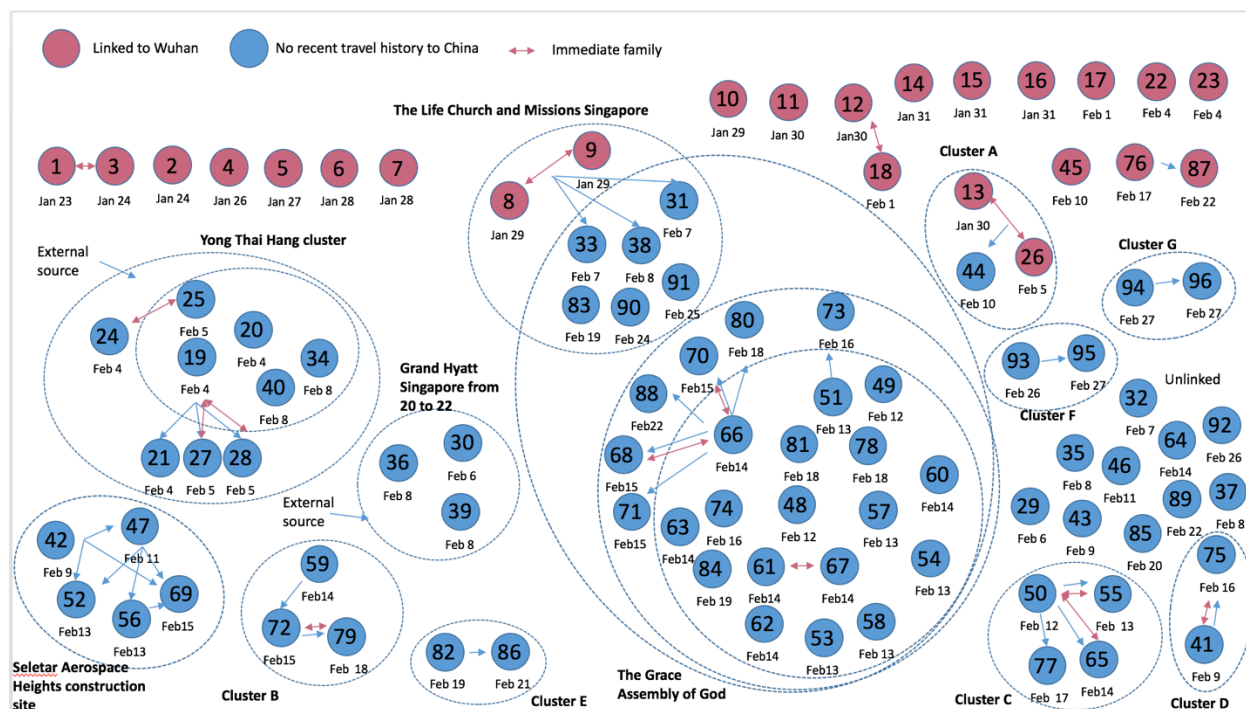 Linked to Wuhan
No recent travel history to China
Immediate family
The Life Church and Missions Singapore
10
Jan 29
11
Jan 30
12
Jan30
14
Jan 31
15
Jan 31
16
Jan 31
17
Feb 1
22
Feb 4
23
Feb 4
18
Feb 1
1
Jan 23
3
Jan 24
2
Jan 24
4
Jan 26
5
Jan 27
6
Jan 28
7
Jan 28
9
Jan 29
8
Jan 29
31
Feb 7
33
Feb 7
38
Feb 8
91
Feb 25
83
Feb 19
90
Feb 24
Cluster A
13
Jan 30
26
Feb 5
44
Feb 10
45
Feb 10
76
Feb 17
87
Feb 22
Cluster G
94
Feb 27
96
Feb 27
93
Feb 26
95
Feb 27
Cluster F
Yong Thai Hang cluster
External
source
25
Feb 5
24
Feb 4
20
Feb 4
19
Feb 4
34
Feb 8
40
Feb 8
21
Feb 4
27
Feb 5
28
Feb 5
Grand Hyatt
Singapore from
20 to 22
30
Feb 6
36
Feb 8
39
Feb 8
External
source
80
Feb 18
73
Feb 16
70
Feb15
88
Feb22
66
Feb14
68
Feb15
71
Feb15
51
Feb 13
49
Feb 12
81
Feb 18
78
Feb 18
60
Feb14
63
Feb14
74
Feb 16
48
Feb 12
57
Feb 13
84
Feb 19
61
Feb14
67
Feb14
54
Feb 13
62
Feb14
53
Feb13
58
Feb 13
The Grace
Assembly of God
Unlinked
32
Feb 7
92
Feb 26
64
Feb14
35
Feb 8
46
Feb11
89
Feb 22
37
Feb 8
29
Feb 6
43
Feb 9
85
Feb 20
75
Feb 16
41
Feb 9
Cluster D
50
Feb 12
55
Feb 13
77
Feb 17
65
Feb14
Cluster C
42
Feb 9
47
Feb 11
52
Feb13
56
Feb13
69
Feb15
Seletar Aerospace
Heights construction
site
59
Feb14
72
Feb15
79
Feb 18
Cluster B
82
Feb 19
86
Feb 21
Cluster E